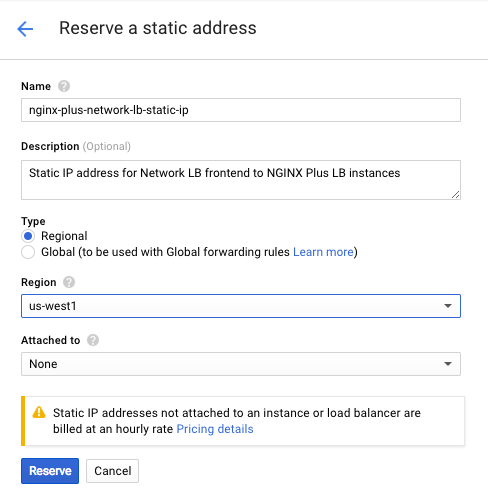 Reserve a static address
Name ?
nginx-plus-network-lb-static-ip
Description (Optional)
Static IP address for Network LB frontend to NGINX Plus LB instances
Type
Regional
Global (to be used with Global forwarding rules Learn more)
Region ?
us-west1
Attached to ?
None
Static IP addresses not attached to an instance or load balancer are
billed at an hourly rate Pricing details
Reserve Cancel